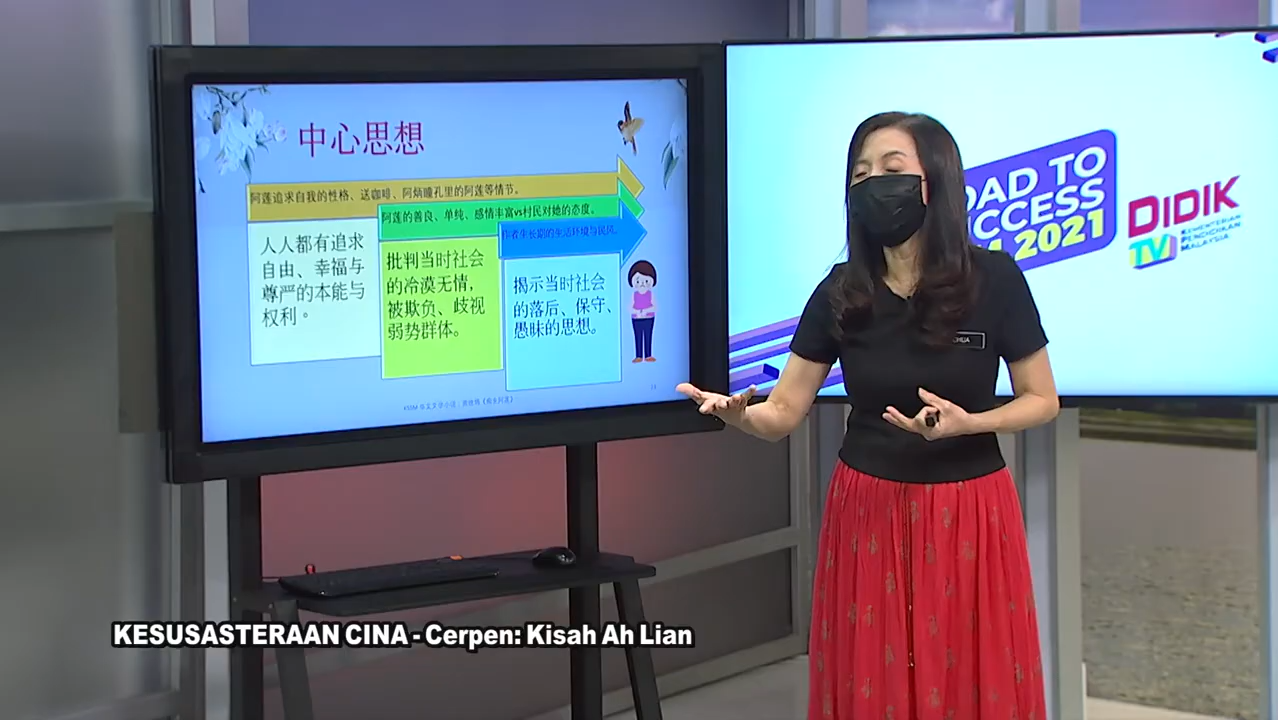 中心思想
阿莲追求自我的性格、送咖啡、阿炳瞳孔里的阿莲等情节。
阿莲的善良、单纯、感情丰富vs村民对她的态度。
作者生长期的生活环境与民风。
人人都有追求
自由、幸福与
尊严的本能与
权利。
批判当时社会
的冷漠无情，
被欺负、歧视
弱势群体。
揭示当时社会
的落后、保守、
愚昧的思想。
OAD TO
CCESS
2021
DIDIK
TV
KEMENTERIAN
PENDIDIKAN
MALAYSIA
CHUA
KESUSASTERAAN CINA - Cerpen: Kisah Ah Lian